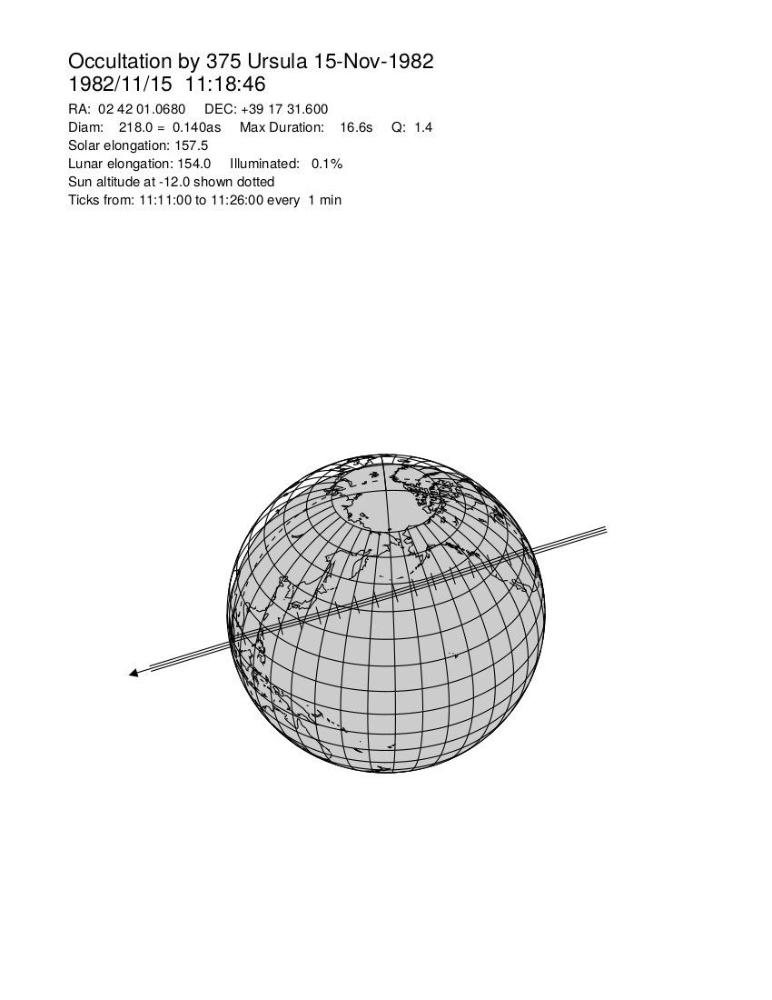 Occultation by 375 Ursula 15-Nov-1982
1982/11/15  11:18:46
RA:  02 42 01.0680     DEC: +39 17 31.600
Diam:    218.0 =  0.140as     Max Duration:    16.6s     Q:  1.4
Solar elongation: 157.5
Lunar elongation: 154.0     Illuminated:   0.1%
Sun altitude at -12.0 shown dotted
Ticks from: 11:11:00 to 11:26:00 every  1 min